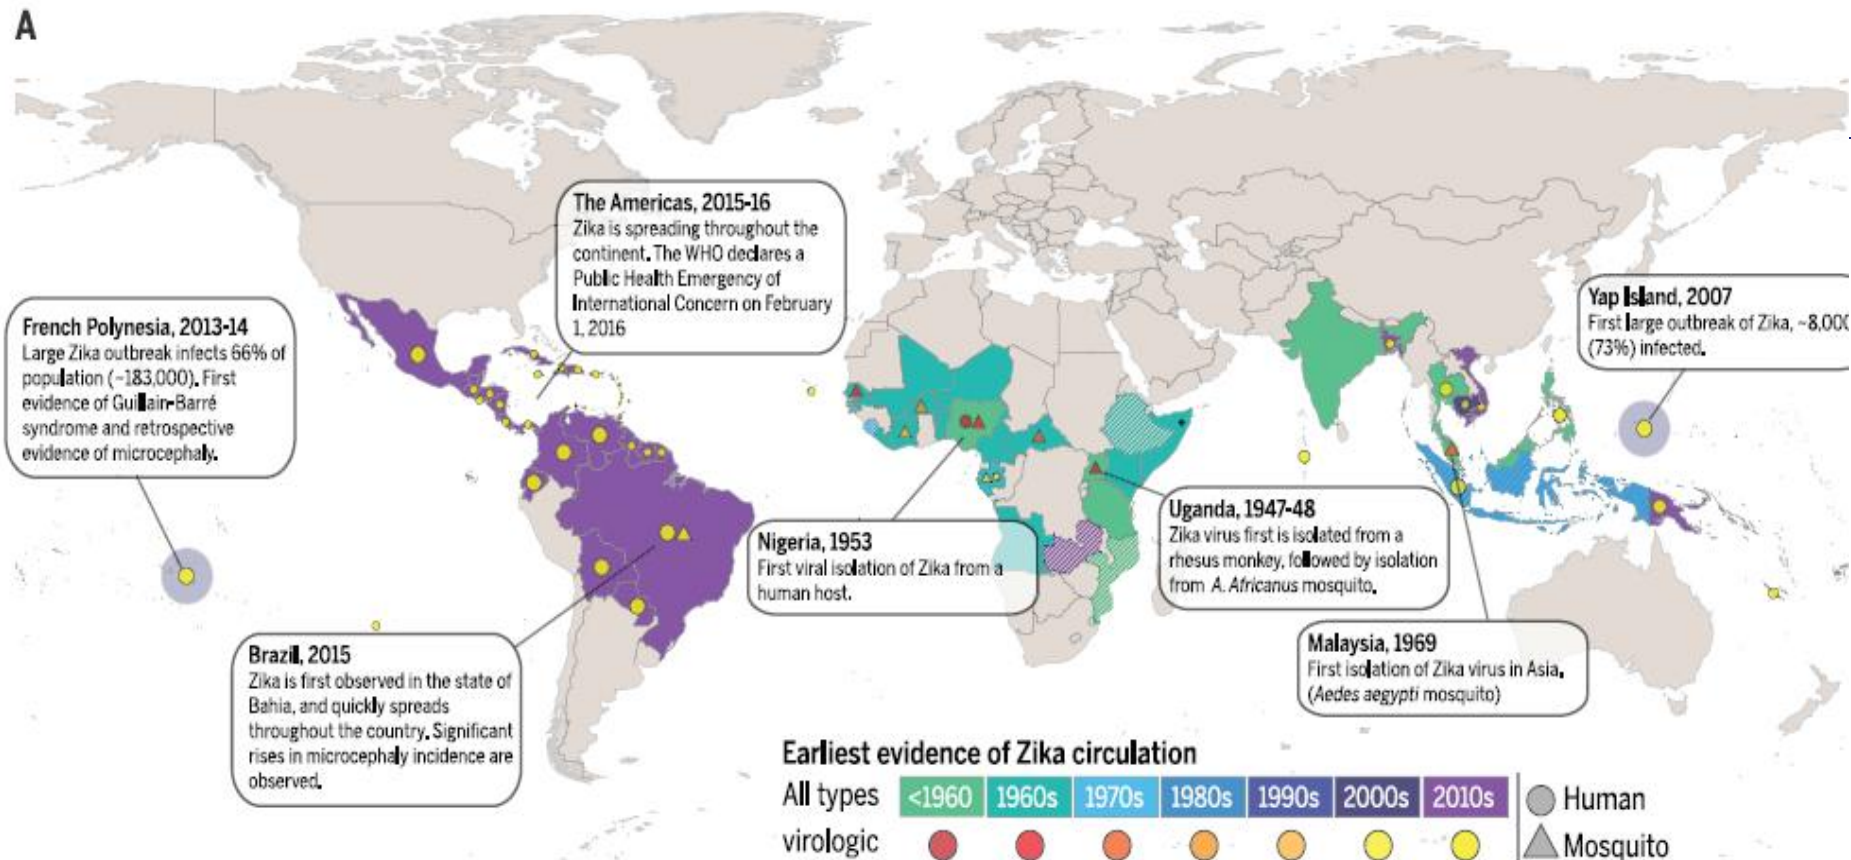 A
The Americas, 2015-16
Zika is spreading throughout the
continent. The WHO declares a
Public Health Emergency of
International Concern on February
1, 2016
French Polynesia, 2013-14
Large Zika outbreak infects 66% of
population (~183,000). First
evidence of Guillain-Barré
syndrome and retrospective
evidence of microcephaly.
Yap Island, 2007
First large outbreak of Zika, ~8,000
(73%) infected.
Nigeria, 1953
First viral isolation of Zika from a
human host.
Uganda, 1947-48
Zika virus first is isolated from a
rhesus monkey, followed by isolation
from A. Africanus mosquito.
Malaysia, 1969
First isolation of Zika virus in Asia.
(Aedes aegypti mosquito)
Brazil, 2015
Zika is first observed in the state of
Bahia, and quickly spreads
throughout the country. Significant
rises in microcephaly incidence are
observed.
Earliest evidence of Zika circulation
All types <1960 1960s 1970s 1980s 1990s 2000s 2010s Human
virologic Mosquito